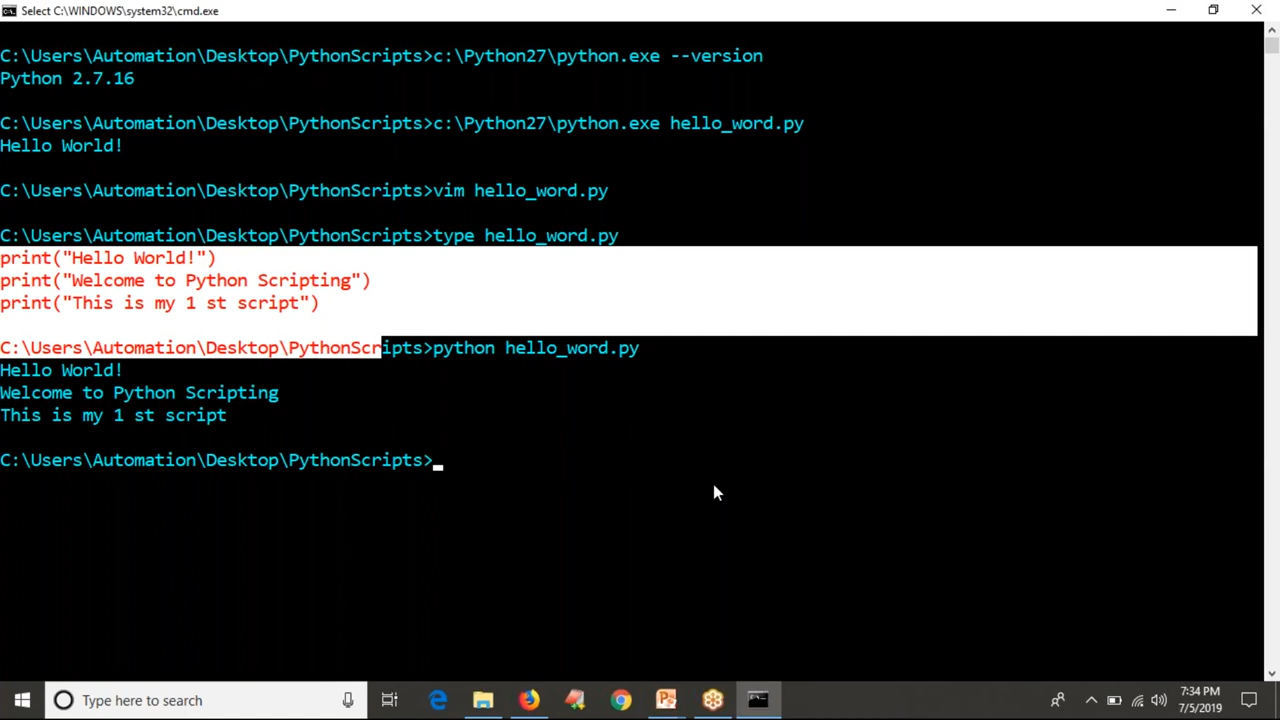 Select C:\WINDOWS\system32\cmd.exe
C:\Users\Automation\Desktop\PythonScripts>c:\Python27\python.exe --version
Python 2.7.16
C:\Users\Automation\Desktop\PythonScripts>c:\Python27\python.exe hello_word.py
Hello World!
C:\Users\Automation\Desktop\PythonScripts>vim hello_word.py
C:\Users\Automation\Desktop\PythonScripts>type hello_word.py
print("Hello World!")
print("Welcome to Python Scripting")
print("This is my 1 st script")
C:\Users\Automation\Desktop\PythonScripts>python hello_word.py
Hello World!
Welcome to Python Scripting
This is my 1 st script
C:\Users\Automation\Desktop\PythonScripts>
Type here to search
7:34 PM
7/5/2019